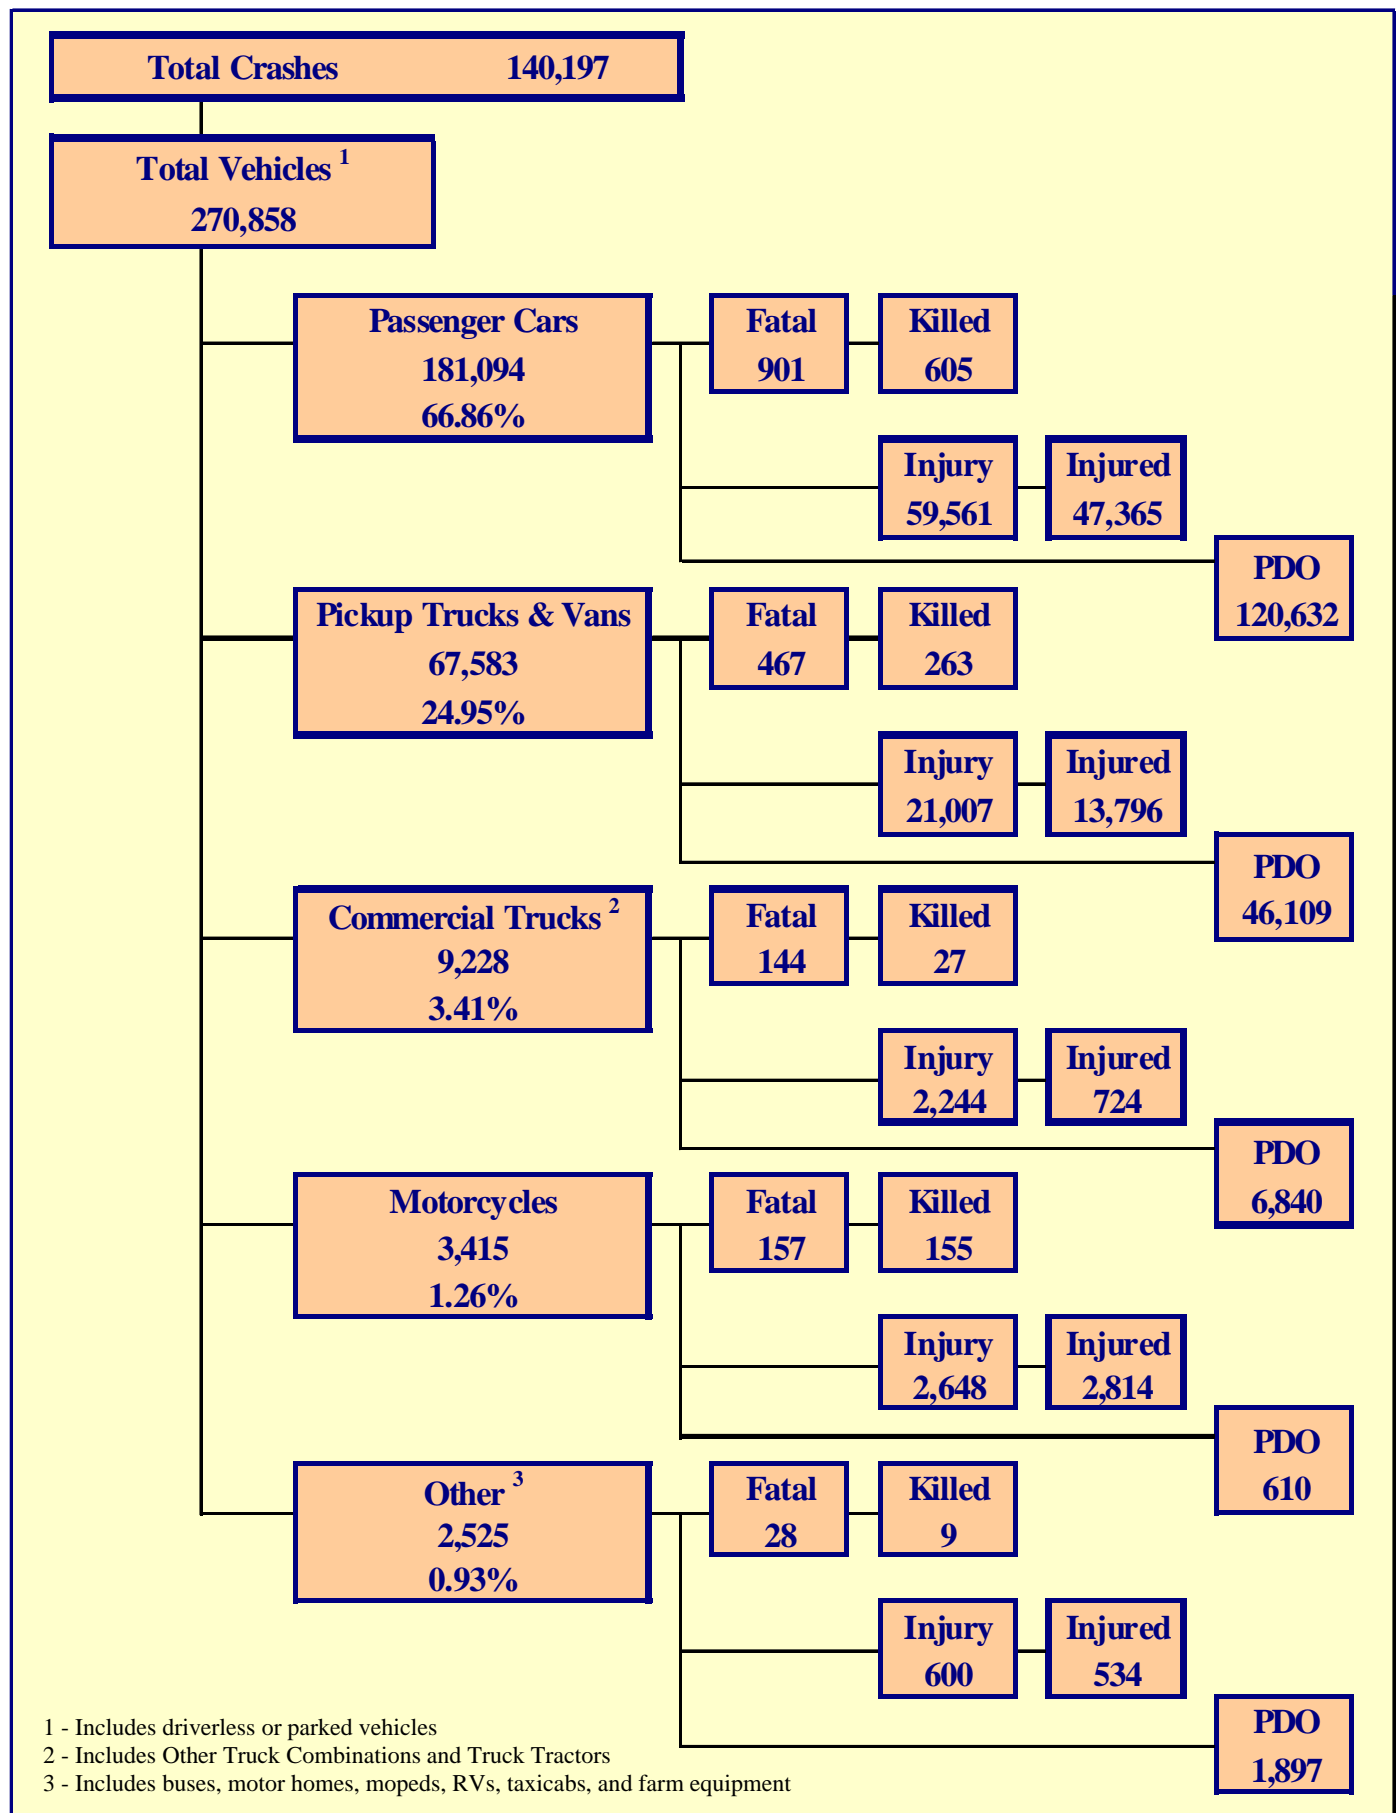 Total Crashes 140,197
Total Vehicles 1
270,858
Passenger Cars
181,094
66.86%
Fatal
901
Killed
605
Injury
59,561
Injured
47,365
PDO
120,632
Pickup Trucks & Vans
67,583
24.95%
Fatal
467
Killed
263
Injury
21,007
Injured
13,796
PDO
46,109
Commercial Trucks 2
9,228
3.41%
Fatal
144
Killed
27
Injury
2,244
Injured
724
PDO
6,840
Motorcycles
3,415
1.26%
Fatal
157
Killed
155
Injury
2,648
Injured
2,814
PDO
610
Other 3
2,525
0.93%
Fatal
28
Killed
9
Injury
600
Injured
534
PDO
1,897
1 - Includes driverless or parked vehicles
2 - Includes Other Truck Combinations and Truck Tractors
3 - Includes buses, motor homes, mopeds, RVs, taxicabs, and farm equipment